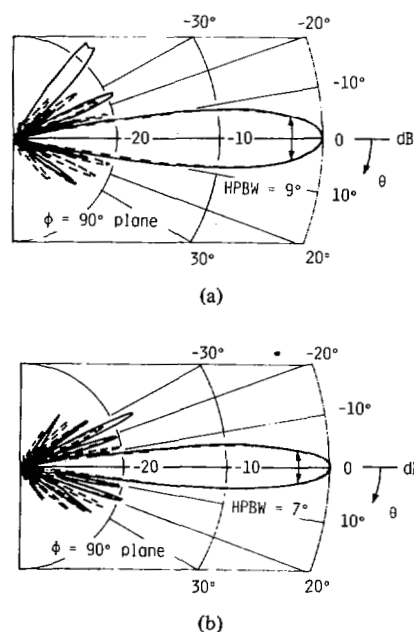 -30°
-20°
-10°
-20
-10
0
dB
HPBW = 9°
10°
θ
ϕ = 90° plane
30°
20°
(a)
-30°
-20°
-10°
-20
-10
0
HPBW = 7°
10°
θ
ϕ = 90° plane
30°
20°
(b)